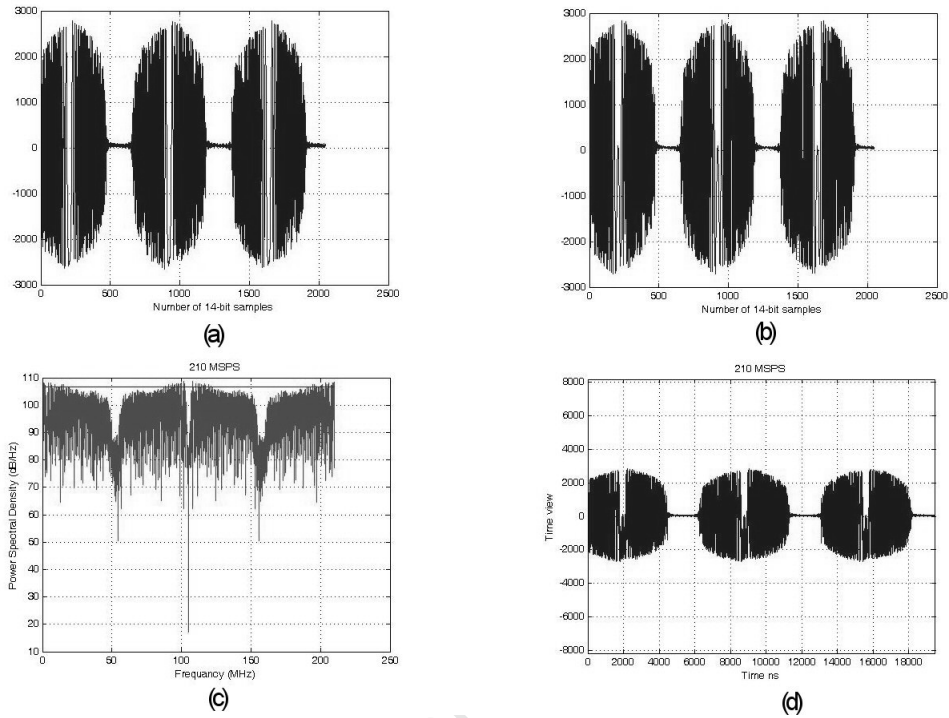 3000
2000
1000
0
-1000
-2000
-3000
0 500 1000 1500 2000 2500
Number of 14-bit samples
(a)
3000
2000
1000
0
-1000
-2000
-3000
0 500 1000 1500 2000 2500
Number of 14-bit samples
(b)
210 MSPS
110
100
90
80
70
60
50
40
30
20
10
Power Spectral Density (dB/Hz)
0 50 100 150 200 250
Frequancy (MHz)
(c)
210 MSPS
8000
6000
4000
2000
0
-2000
-4000
-6000
-8000
Time view
0 2000 4000 6000 8000 10000 12000 14000 16000 18000
Time ns
(d)